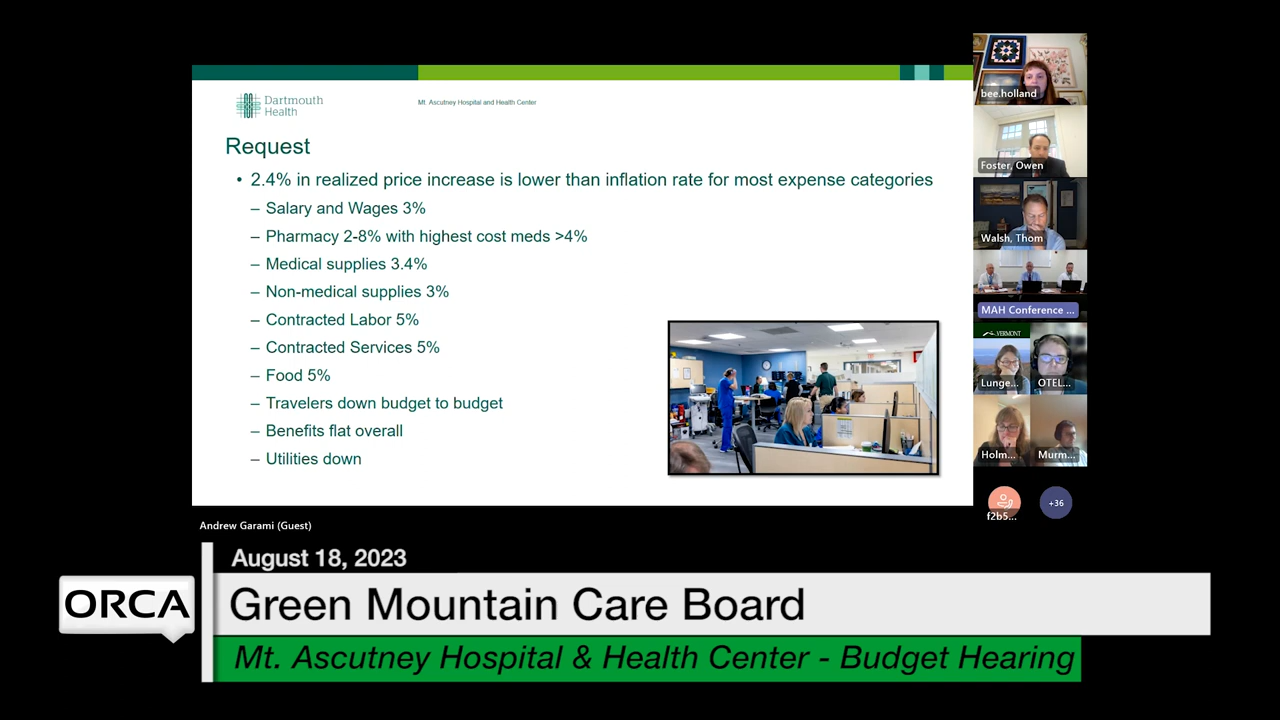 Dartmouth
Health
Mt. Ascutney Hospital and Health Center
Request
• 2.4% in realized price increase is lower than inflation rate for most expense categories
– Salary and Wages 3%
– Pharmacy 2-8% with highest cost meds >4%
– Medical supplies 3.4%
– Non-medical supplies 3%
– Contracted Labor 5%
– Contracted Services 5%
– Food 5%
– Travelers down budget to budget
– Benefits flat overall
– Utilities down
bee.holland
Foster, Owen
Walsh, Thom
MAH Conference ...
VERMONT
Lunge...
OTEL...
Holm...
Murm...
f2b5...
+36
Andrew Garami (Guest)
August 18, 2023
ORCA
Green Mountain Care Board
Mt. Ascutney Hospital & Health Center - Budget Hearing